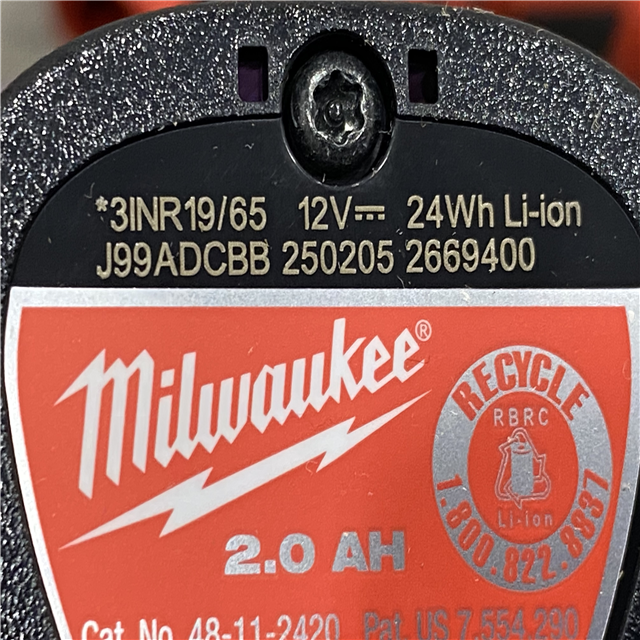 *3INR19/65 12V⎓ 24Wh Li-ion
J99ADCBB 250205 2669400
Milwaukee®
RECYCLE
RBRC
Li-ion
1.800.822.8837
2.0 AH
Cat. No. 48-11-2420 Pat. US 7,554,290